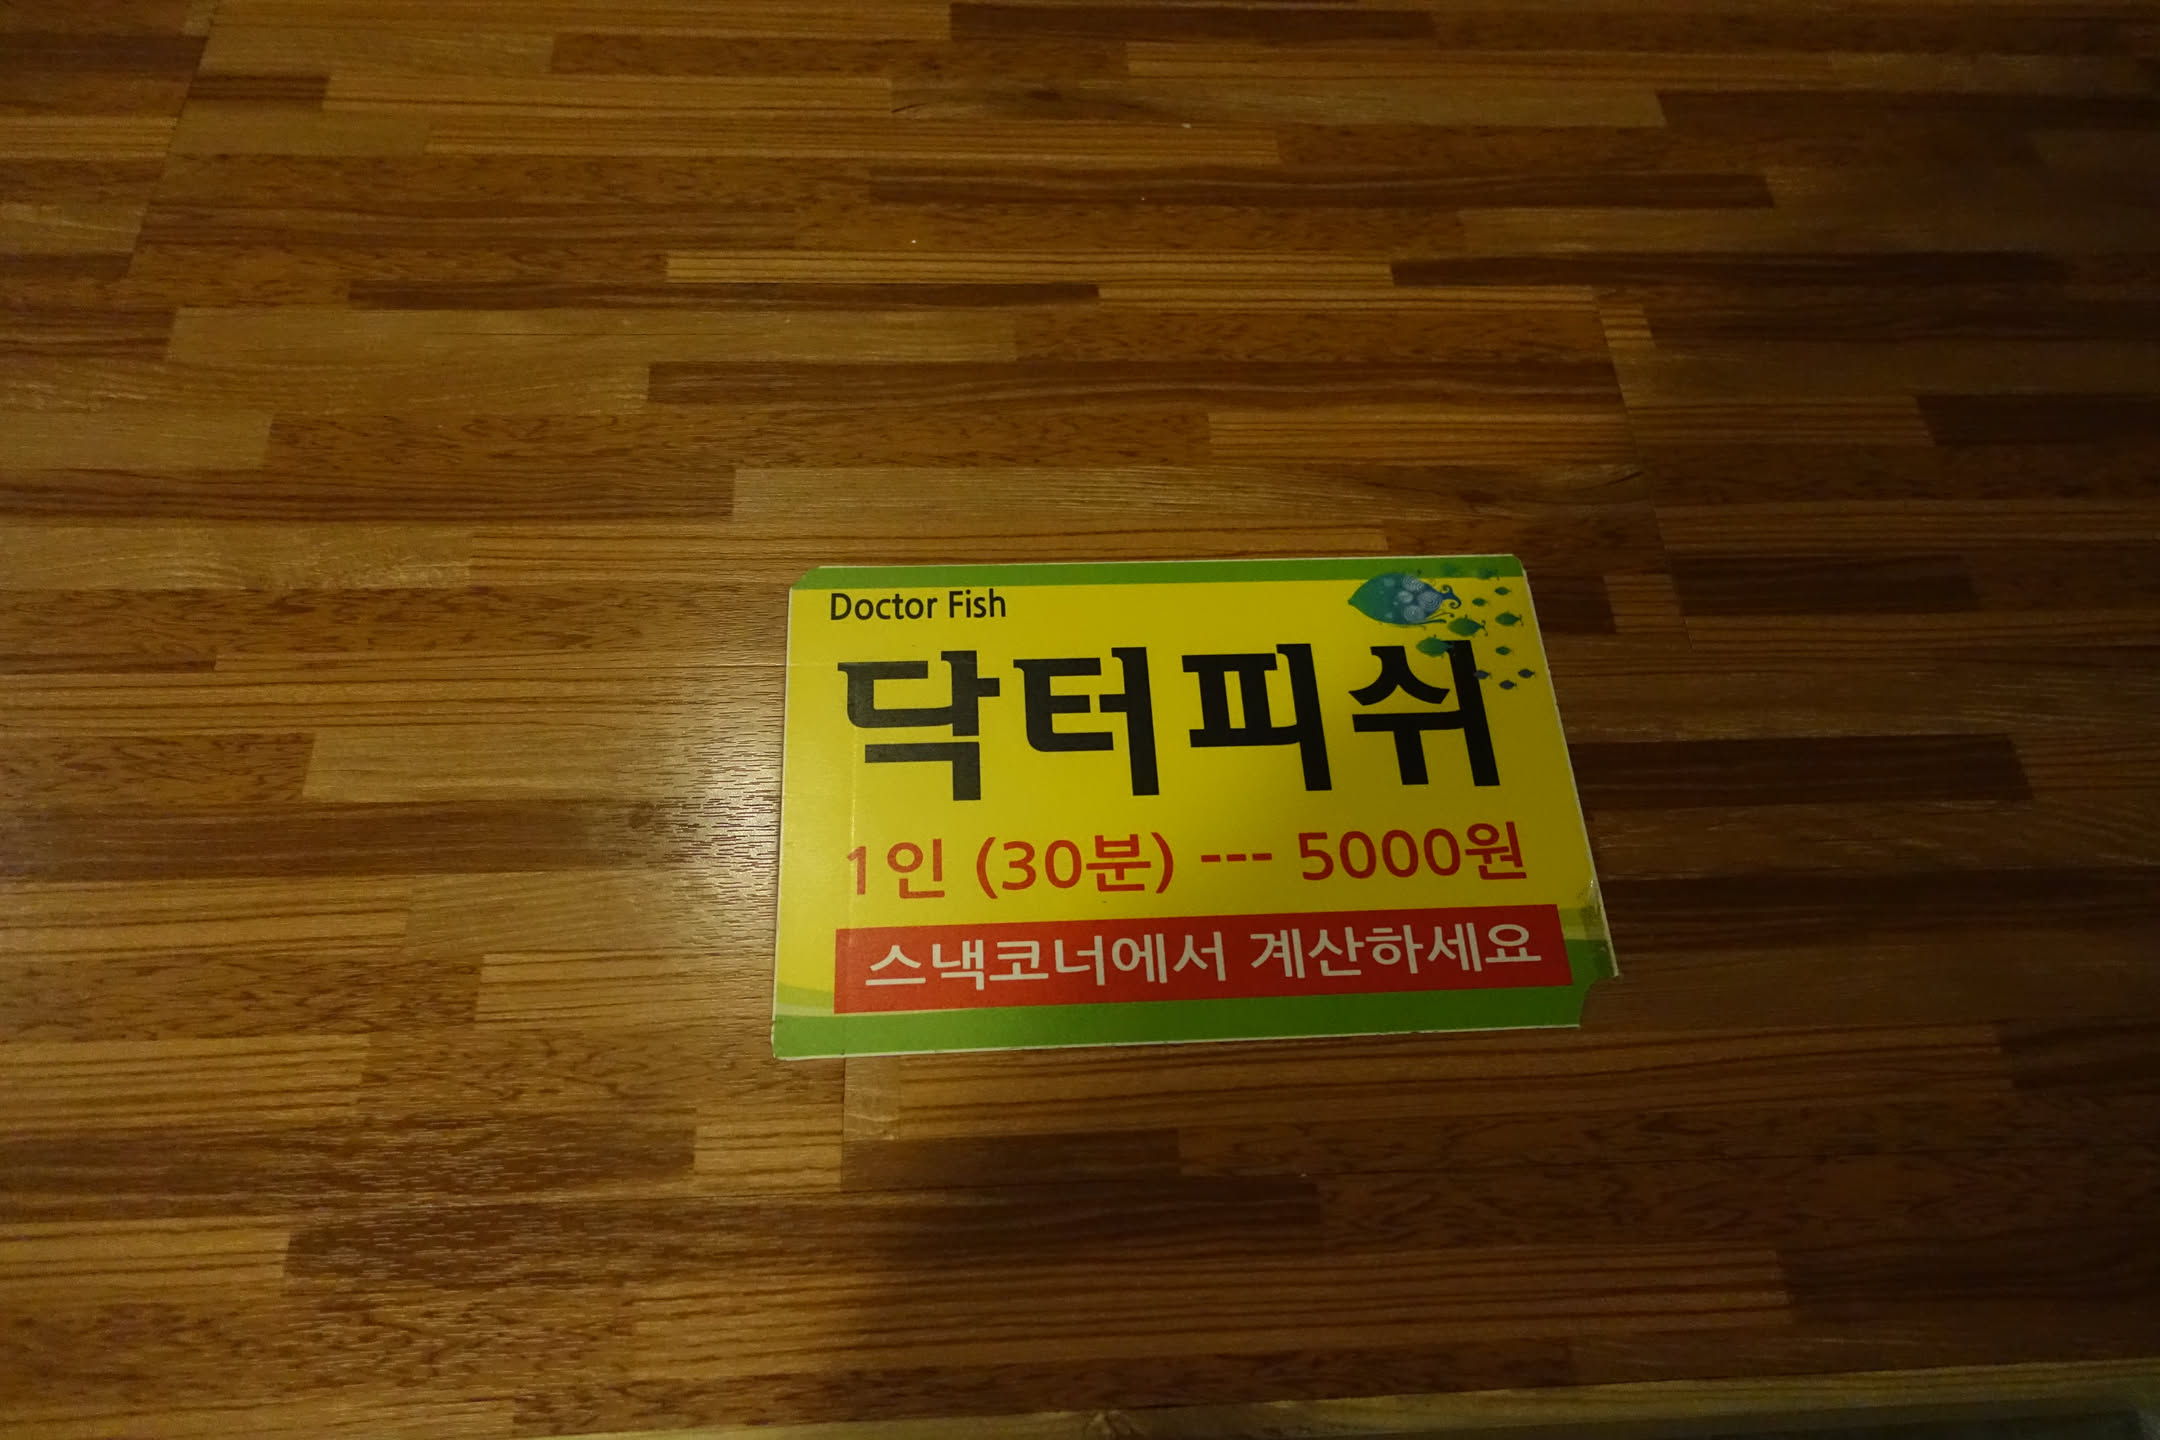 Doctor Fish
닥터피쉬
1인 (30분) --- 5000원
스낵코너에서 계산하세요